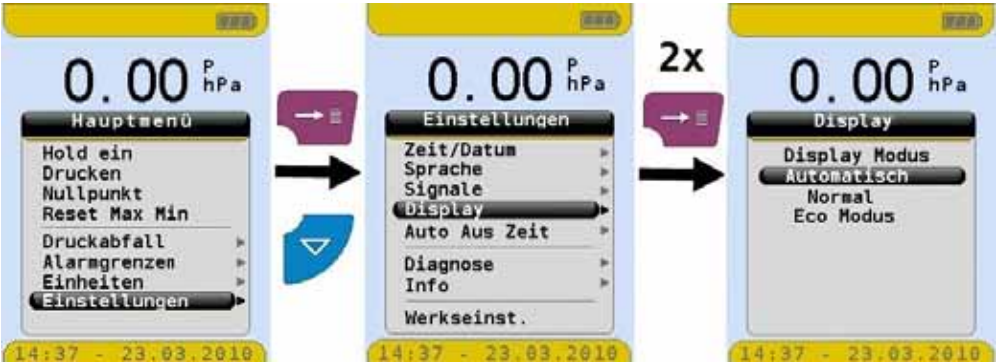 0.00 P hPa
Hauptmenü
Hold ein
Drucken
Nullpunkt
Reset Max Min
Druckabfall
Alarmgrenzen
Einheiten
Einstellungen
14:37 - 23.03.2010
0.00 P hPa
Einstellungen
Zeit/Datum
Sprache
Signale
Display
Auto Aus Zeit
Diagnose
Info
Werkseinst.
14:37 - 23.03.2010
2x
0.00 P hPa
Display
Display Modus
Automatisch
Normal
Eco Modus
14:37 - 23.03.2010